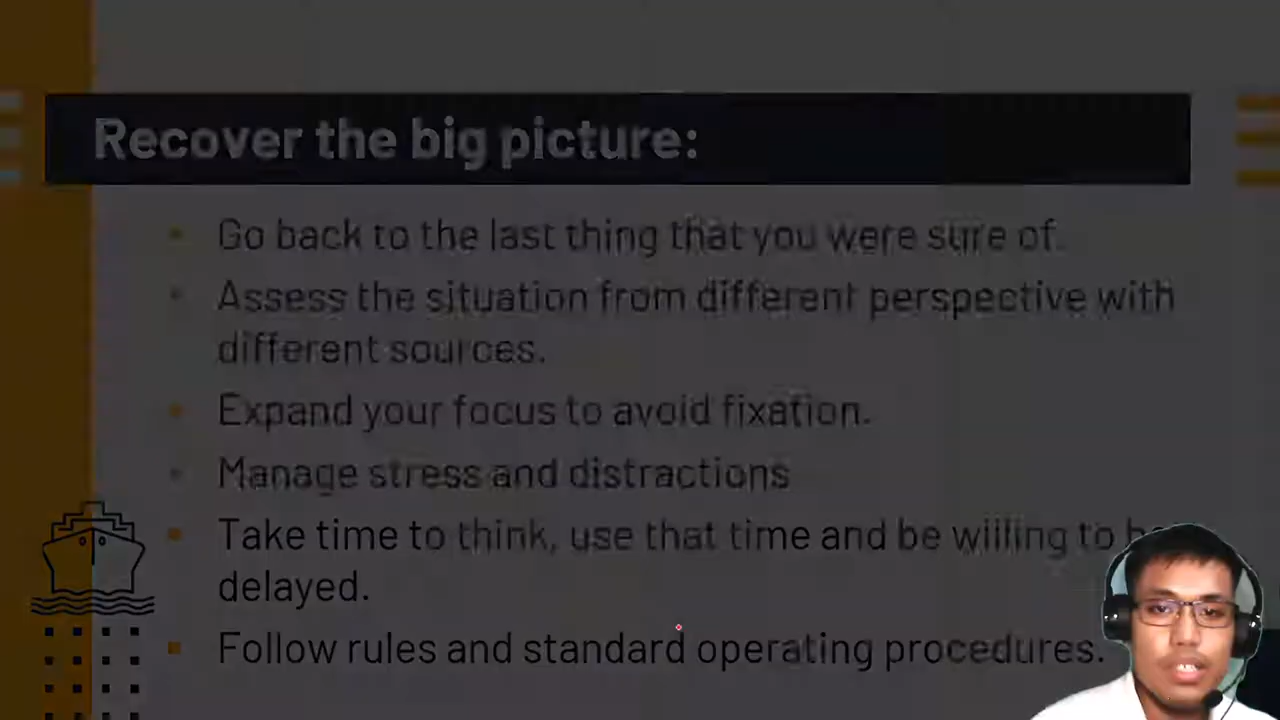 Recover the big picture:
Go back to the last thing that you were sure of.
Assess the situation from different perspective with
different sources.
Expand your focus to avoid fixation.
Manage stress and distractions
Take time to think, use that time and be willing to
delayed.
Follow rules and standard operating procedures.